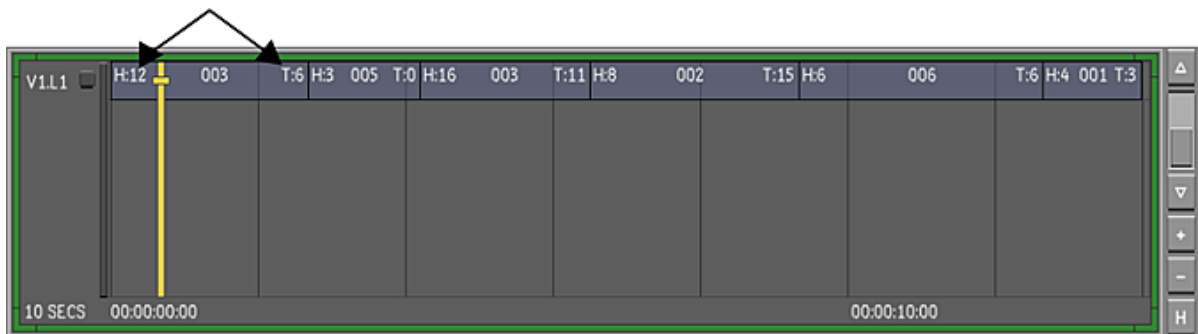 V1.L1 H:12 003 T:6 H:3 005 T:0 H:16 003 T:11 H:8 002 T:15 H:6 006 T:6 H:4 001 T:3
+
-
10 SECS 00:00:00:00 00:00:10:00 H